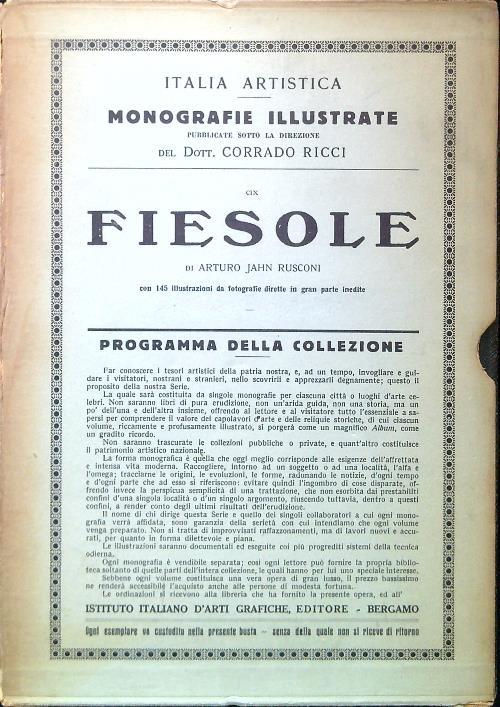 ITALIA ARTISTICA
MONOGRAFIE ILLUSTRATE
PUBBLICATE SOTTO LA DIREZIONE
DEL DOTT. CORRADO RICCI
CIX
FIESOLE
DI ARTURO JAHN RUSCONI
con 145 illustrazioni da fotografie dirette in gran parte inedite
PROGRAMMA DELLA COLLEZIONE
Far conoscere i tesori artistici della patria nostra, e, ad un tempo, invogliare e gui-
dare i visitatori, nostrani e stranieri, nello scovrirli e apprezzarli degnamente; questo il
proposito della nostra Serie.
La quale sarà costituita da singole monografie per ciascuna città o luoghi d'arte ce-
lebri. Non saranno libri di pura erudizione, non un'arida guida, non una storia, ma un
po' dell'una e dell'altra insieme, offrendo al lettore e al visitatore tutto l'essenziale a sa-
persi per comprendere il valore dei capolavori d'arte e delle reliquie storiche, di cui ciascun
volume, riccamente e profusamente illustrato, si porgerà come un magnifico Album, come
un gradito ricordo.
Non saranno trascurate le collezioni pubbliche o private, e quant'altro costituisce
il patrimonio artistico nazionale.
La forma monografica è quella che oggi meglio corrisponde alle esigenze dell'affrettata
e intensa vita moderna. Raccogliere, intorno ad un soggetto o ad una località, l'alfa e
l'omega; tracciarne le origini, le evoluzioni, le forme, radunando le notizie, d'ogni tempo
e d'ogni parte che ad esso si riferiscono: evitare quindi l'ingombro di cose disparate, of-
frendo invece la perspicua semplicità di una trattazione, che non esorbita dai prestabiliti
confini d'una singola località o d'un singolo argomento, riuscendo tuttavia, dentro a questi
confini, a render conto degli ultimi risultati dell'erudizione.
Il nome di chi dirige questa Serie e quello dei singoli collaboratori a cui ogni mono-
grafia verrà affidata, sono garanzia della serietà con cui intendiamo che ogni volume
venga preparato. Non si tratta di improvvisati raffazzonamenti, ma di lavori nuovi e accu-
rati, per quanto in forma dilettevole e piana.
Le illustrazioni saranno documentali ed eseguite coi più progrediti sistemi della tecnica
odierna.
Ogni monografia è vendibile separata; così ogni lettore può fornire la propria biblio-
teca soltanto di quelle parti dell'intera collezione, le quali hanno per lui uno speciale interesse.
Sebbene ogni volume costituisca una vera opera di gran lusso, il prezzo bassissimo
ne renderà accessibile l'acquisto anche alle persone di modesta fortuna.
Le ordinazioni si ricevono alla libreria che ha fornito la presente opera, ed all'
ISTITUTO ITALIANO D'ARTI GRAFICHE, EDITORE - BERGAMO
Ogni esemplare va custodito nella presente busta — senza della quale non si riceve di ritorno